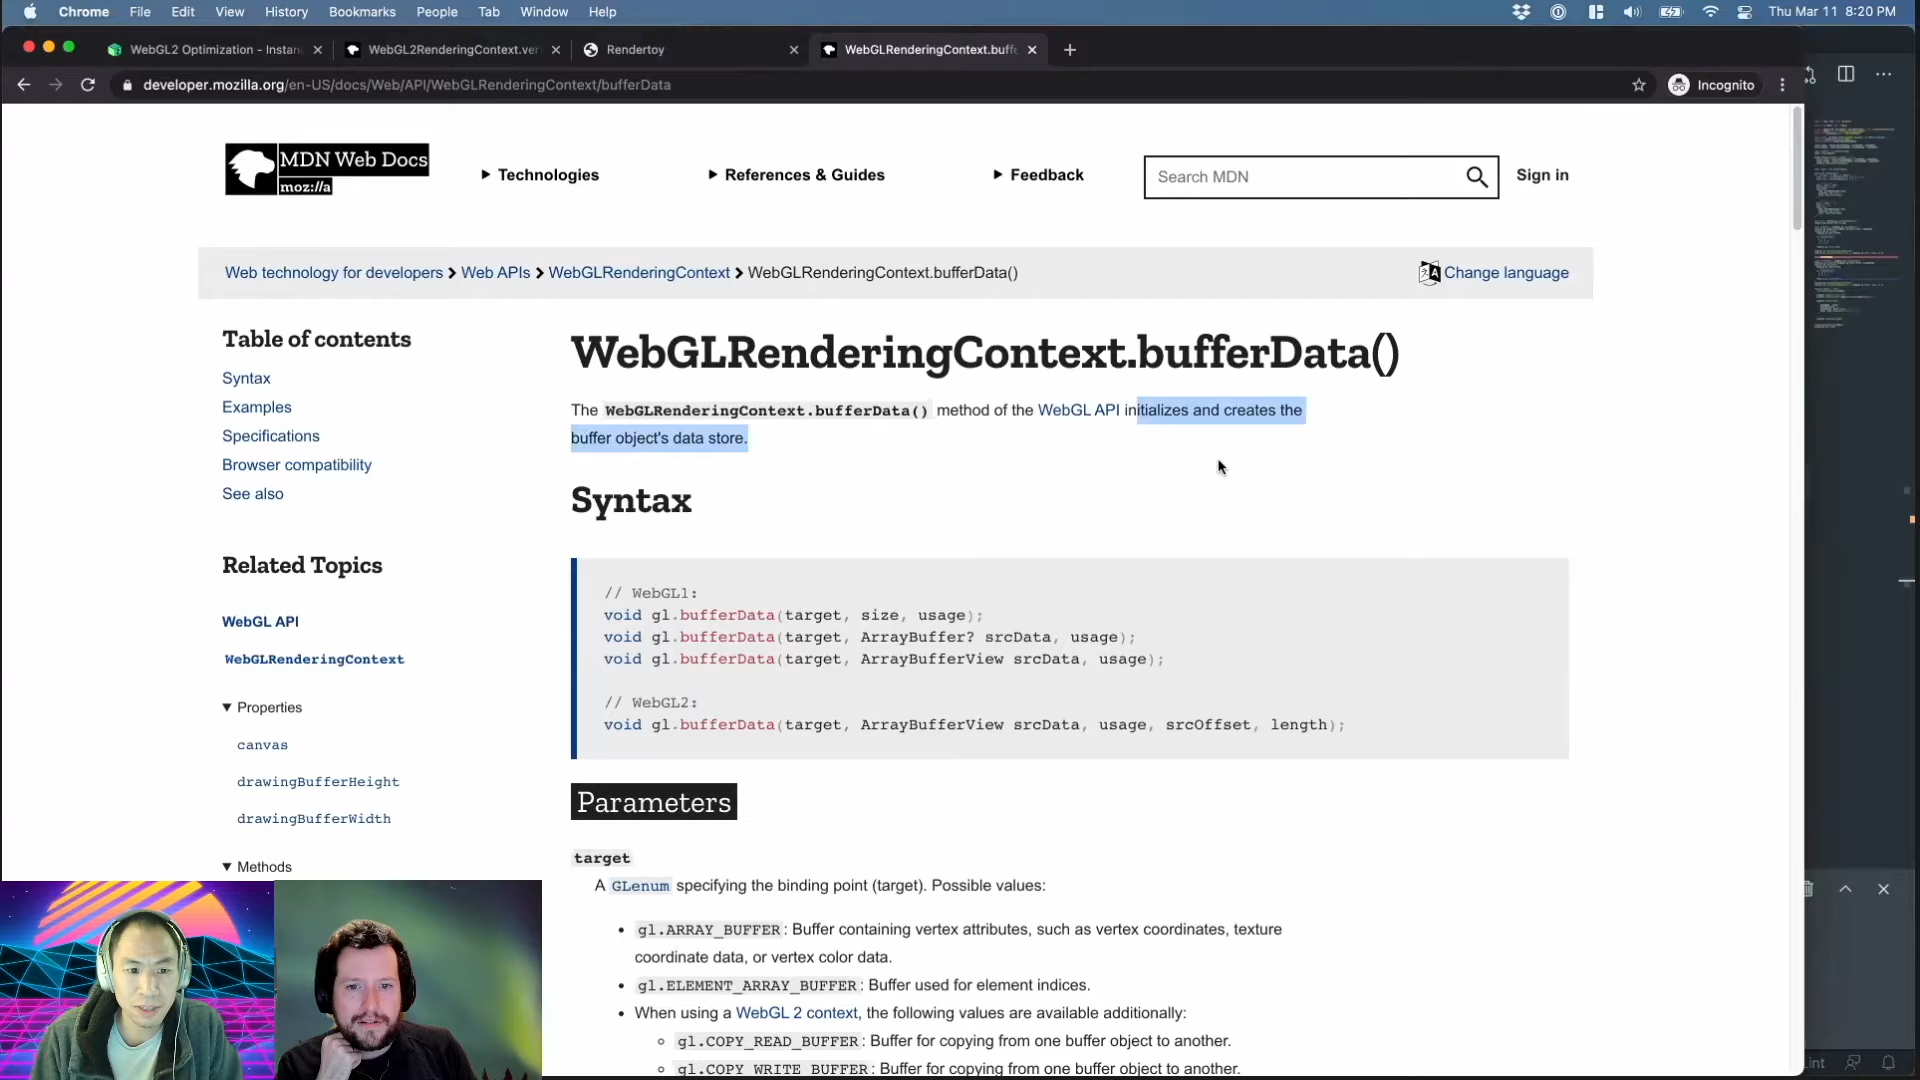 Chrome File Edit View History Bookmarks People Tab Window Help Thu Mar 11 8:20 PM
WebGL2 Optimization - Instan WebGL2RenderingContext.ver Rendertoy WebGLRenderingContext.buffe
developer.mozilla.org/en-US/docs/Web/API/WebGLRenderingContext/bufferData Incognito
MDN Web Docs
moz://a
Technologies References & Guides Feedback Search MDN Sign in
Web technology for developers Web APIs WebGLRenderingContext WebGLRenderingContext.bufferData() Change language
Table of contents
Syntax
Examples
Specifications
Browser compatibility
See also
Related Topics
WebGL API
WebGLRenderingContext
Properties
canvas
drawingBufferHeight
drawingBufferWidth
Methods
WebGLRenderingContext.bufferData()
The WebGLRenderingContext.bufferData() method of the WebGL API initializes and creates the
buffer object's data store.
Syntax
// WebGL1:
void gl.bufferData(target, size, usage);
void gl.bufferData(target, ArrayBuffer? srcData, usage);
void gl.bufferData(target, ArrayBufferView srcData, usage);
// WebGL2:
void gl.bufferData(target, ArrayBufferView srcData, usage, srcOffset, length);
Parameters
target
A GLenum specifying the binding point (target). Possible values:
• gl.ARRAY_BUFFER: Buffer containing vertex attributes, such as vertex coordinates, texture
coordinate data, or vertex color data.
• gl.ELEMENT_ARRAY_BUFFER: Buffer used for element indices.
• When using a WebGL 2 context, the following values are available additionally:
gl.COPY_READ_BUFFER: Buffer for copying from one buffer object to another.
gl.COPY_WRITE_BUFFER: Buffer for copying from one buffer object to another.